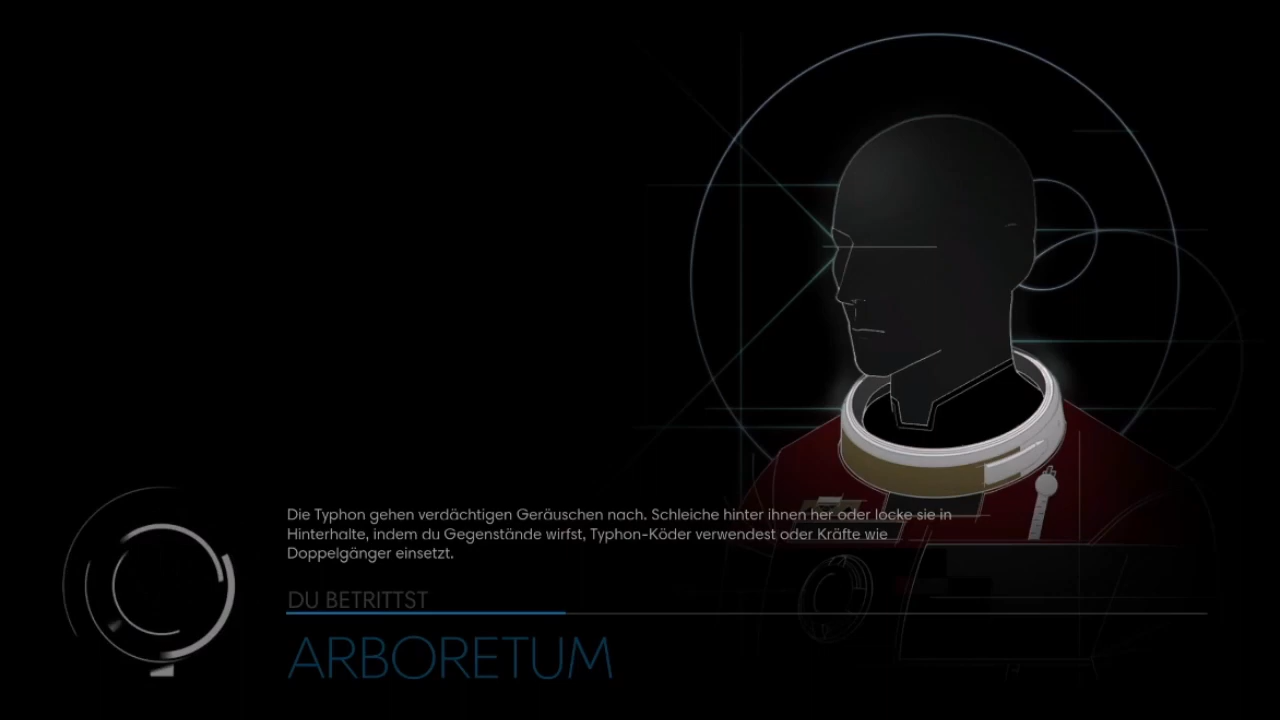 Die Typhon gehen verdächtigen Geräuschen nach. Schleiche hinter ihnen her oder locke sie in
Hinterhalte, indem du Gegenstände wirfst, Typhon-Köder verwendest oder Kräfte wie
Doppelgänger einsetzt.
DU BETRITTST
ARBORETUM